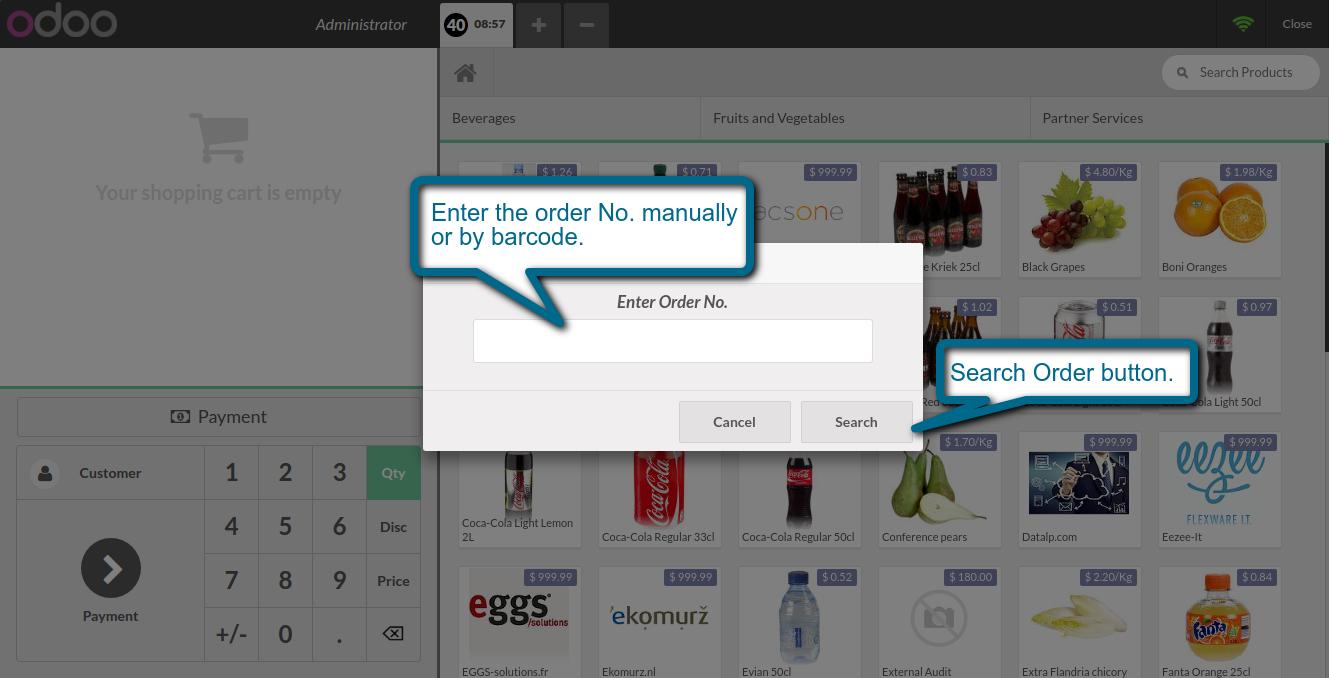 odoo
Administrator
40 08:57
+
−
Close
Search Products
Your shopping cart is empty
Beverages
Fruits and Vegetables
Partner Services
$ 1.26
$ 0.71
$ 999.99
$ 0.83
$ 4.80/Kg
$ 1.98/Kg
acsone
Kriek 25cl
Black Grapes
Boni Oranges
Enter the order No. manually
or by barcode.
Enter Order No.
$ 1.02
$ 0.51
$ 0.97
Search Order button.
Light 50cl
Cancel
Search
Payment
Customer
1 2 3 Qty
4 5 6 Disc
7 8 9 Price
+/- 0 .
Payment
$ 1.70/Kg
$ 999.99
$ 999.99
Coca-Cola
Coca-Cola
eezee
FLEXWARE I.T.
Coca-Cola Light Lemon
2L
Coca-Cola Regular 33cl
Coca-Cola Regular 50cl
Conference pears
Datalp.com
Eezee-It
$ 999.99
$ 999.99
$ 0.52
$ 180.00
$ 2.20/Kg
$ 0.84
eggs
/solutions
ekomurž
Fanta
EGGS-solutions.fr
Ekomurz.nl
Evian 50cl
External Audit
Extra Flandria chicory
Fanta Orange 25cl